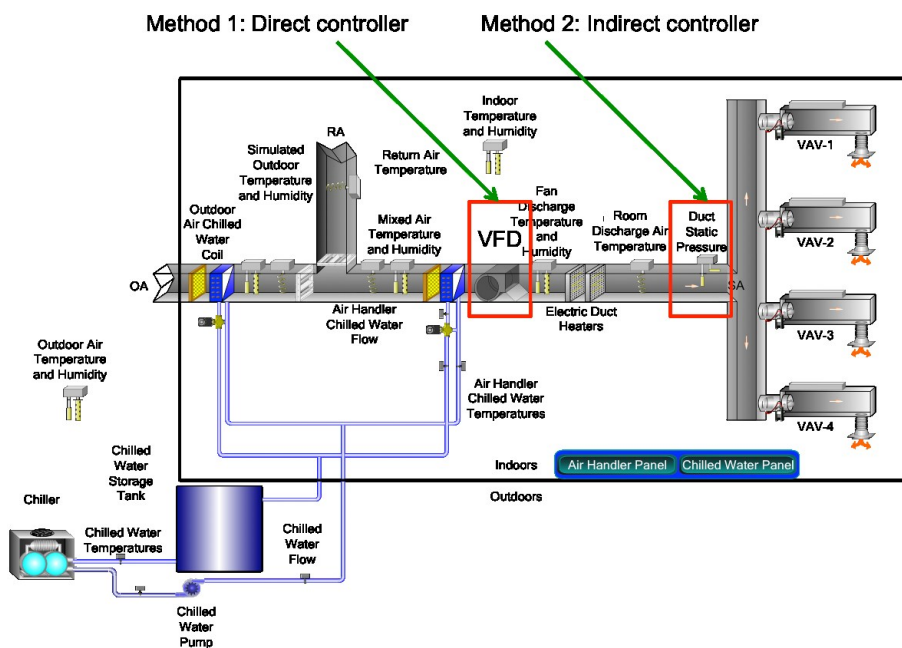 Method 1: Direct controller
Method 2: Indirect controller
Indoor
Temperature
and Humidity
RA
Simulated
Outdoor
Temperature
and Humidity
Return Air
Temperature
VAV-1
Outdoor
Air Chilled
Water
Coil
Mixed Air
Temperature
and Humidity
VFD
Fan
Discharge
Temperature
and
Humidity
Room
Discharge Air
Temperature
Duct
Static
Pressure
VAV-2
OA
SA
Air Handler
Chilled Water
Flow
Electric Duct
Heaters
VAV-3
Outdoor Air
Temperature
and Humidity
Air Handler
Chilled Water
Temperatures
VAV-4
Chilled
Water
Storage
Tank
Indoors
Air Handler Panel
Chilled Water Panel
Outdoors
Chiller
Chilled Water
Temperatures
Chilled
Water
Flow
Chilled
Water
Pump